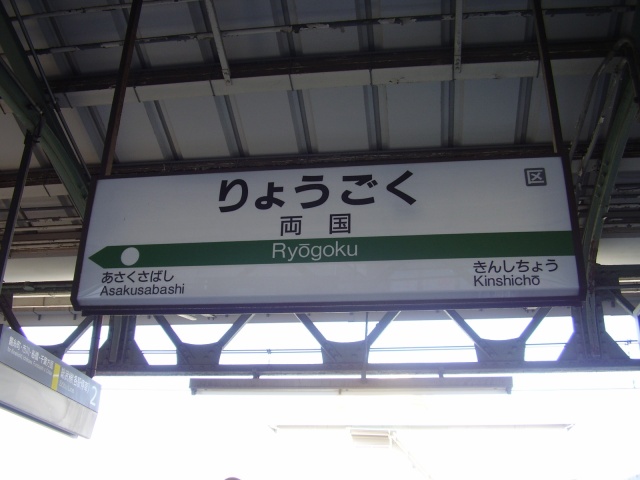 りょうごく
区
両国
Ryōgoku
あさくさばし
Asakusabashi
きんしちょう
Kinshichō
2